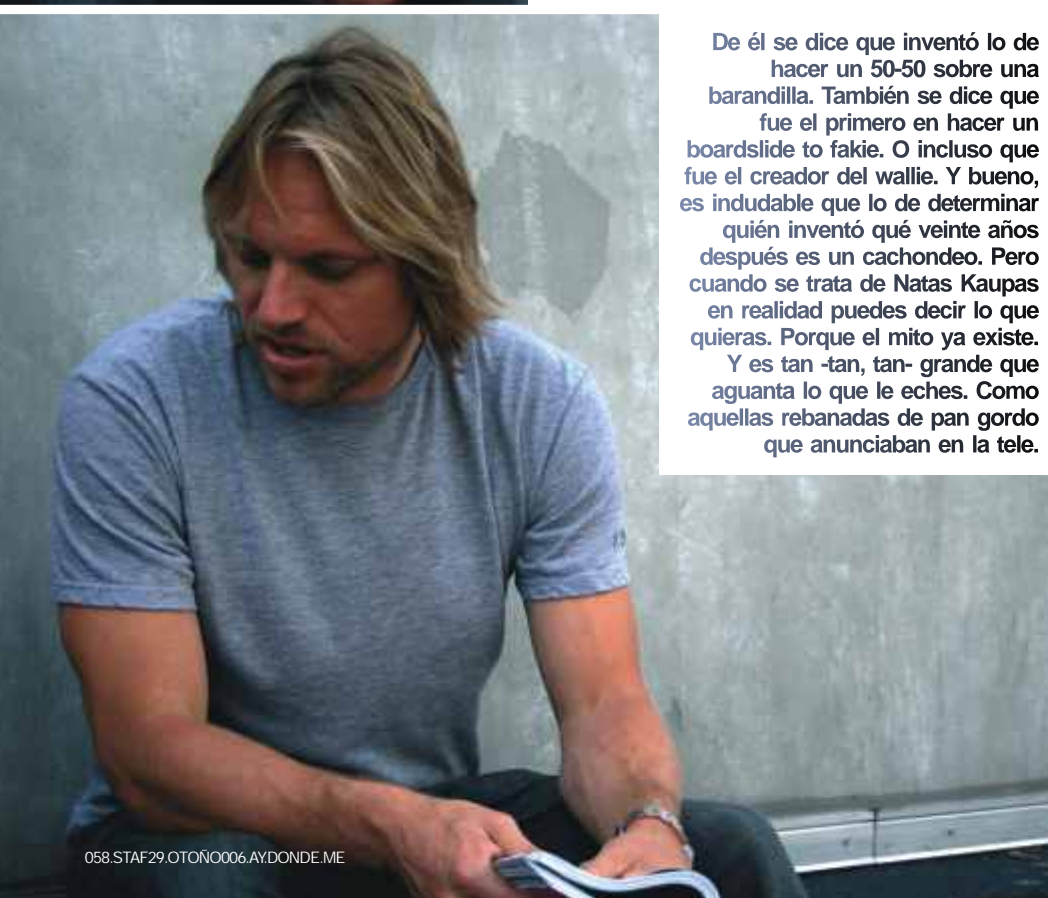 De él se dice que inventó lo de
hacer un 50-50 sobre una
barandilla. También se dice que
fue el primero en hacer un
boardslide to fakie. O incluso que
fue el creador del wallie. Y bueno,
es indudable que lo de determinar
quién inventó qué veinte años
después es un cachondeo. Pero
cuando se trata de Natas Kaupas
en realidad puedes decir lo que
quieras. Porque el mito ya existe.
Y es tan -tan, tan- grande que
aguanta lo que le eches. Como
aquellas rebanadas de pan gordo
que anunciaban en la tele.
058.STAF29.OTOÑO006.AY.DONDE.ME